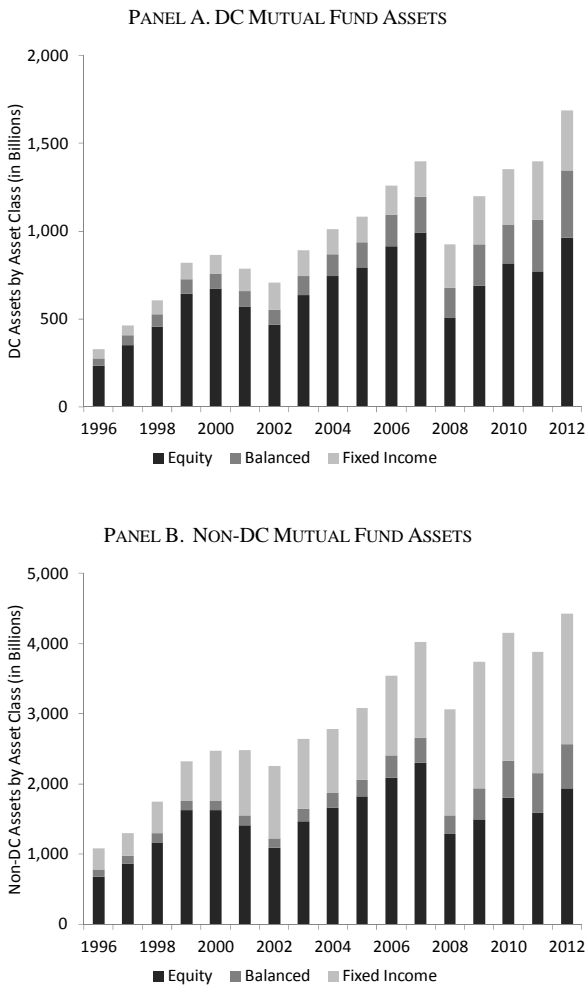 PANEL A. DC MUTUAL FUND ASSETS
DC Assets by Asset Class (in Billions)
2,000
1,500
1,000
500
0
1996 1998 2000 2002 2004 2006 2008 2010 2012
Equity Balanced Fixed Income
PANEL B. NON-DC MUTUAL FUND ASSETS
Non-DC Assets by Asset Class (in Billions)
5,000
4,000
3,000
2,000
1,000
0
1996 1998 2000 2002 2004 2006 2008 2010 2012
Equity Balanced Fixed Income